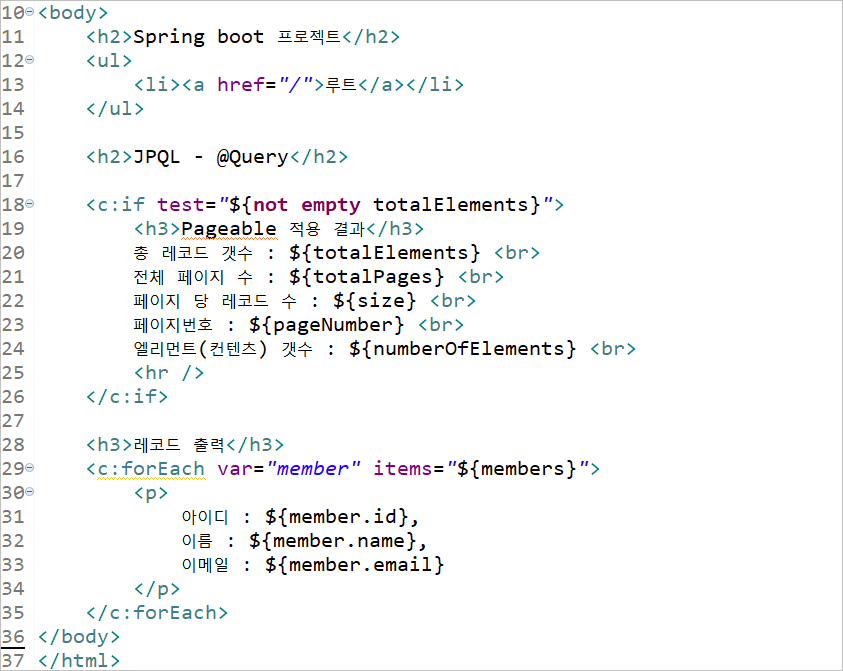 10 <body>
11     <h2>Spring boot 프로젝트</h2>
12     <ul>
13         <li><a href="/">루트</a></li>
14     </ul>
15
16     <h2>JPQL - @Query</h2>
17
18     <c:if test="${not empty totalElements}">
19         <h3>Pageable 적용 결과</h3>
20         총 레코드 갯수 : ${totalElements} <br>
21         전체 페이지 수 : ${totalPages} <br>
22         페이지 당 레코드 수 : ${size} <br>
23         페이지번호 : ${pageNumber} <br>
24         엘리먼트(컨텐츠) 갯수 : ${numberOfElements} <br>
25         <hr />
26     </c:if>
27
28     <h3>레코드 출력</h3>
29     <c:forEach var="member" items="${members}">
30         <p>
31             아이디 : ${member.id},
32             이름 : ${member.name},
33             이메일 : ${member.email}
34         </p>
35     </c:forEach>
36 </body>
37 </html>